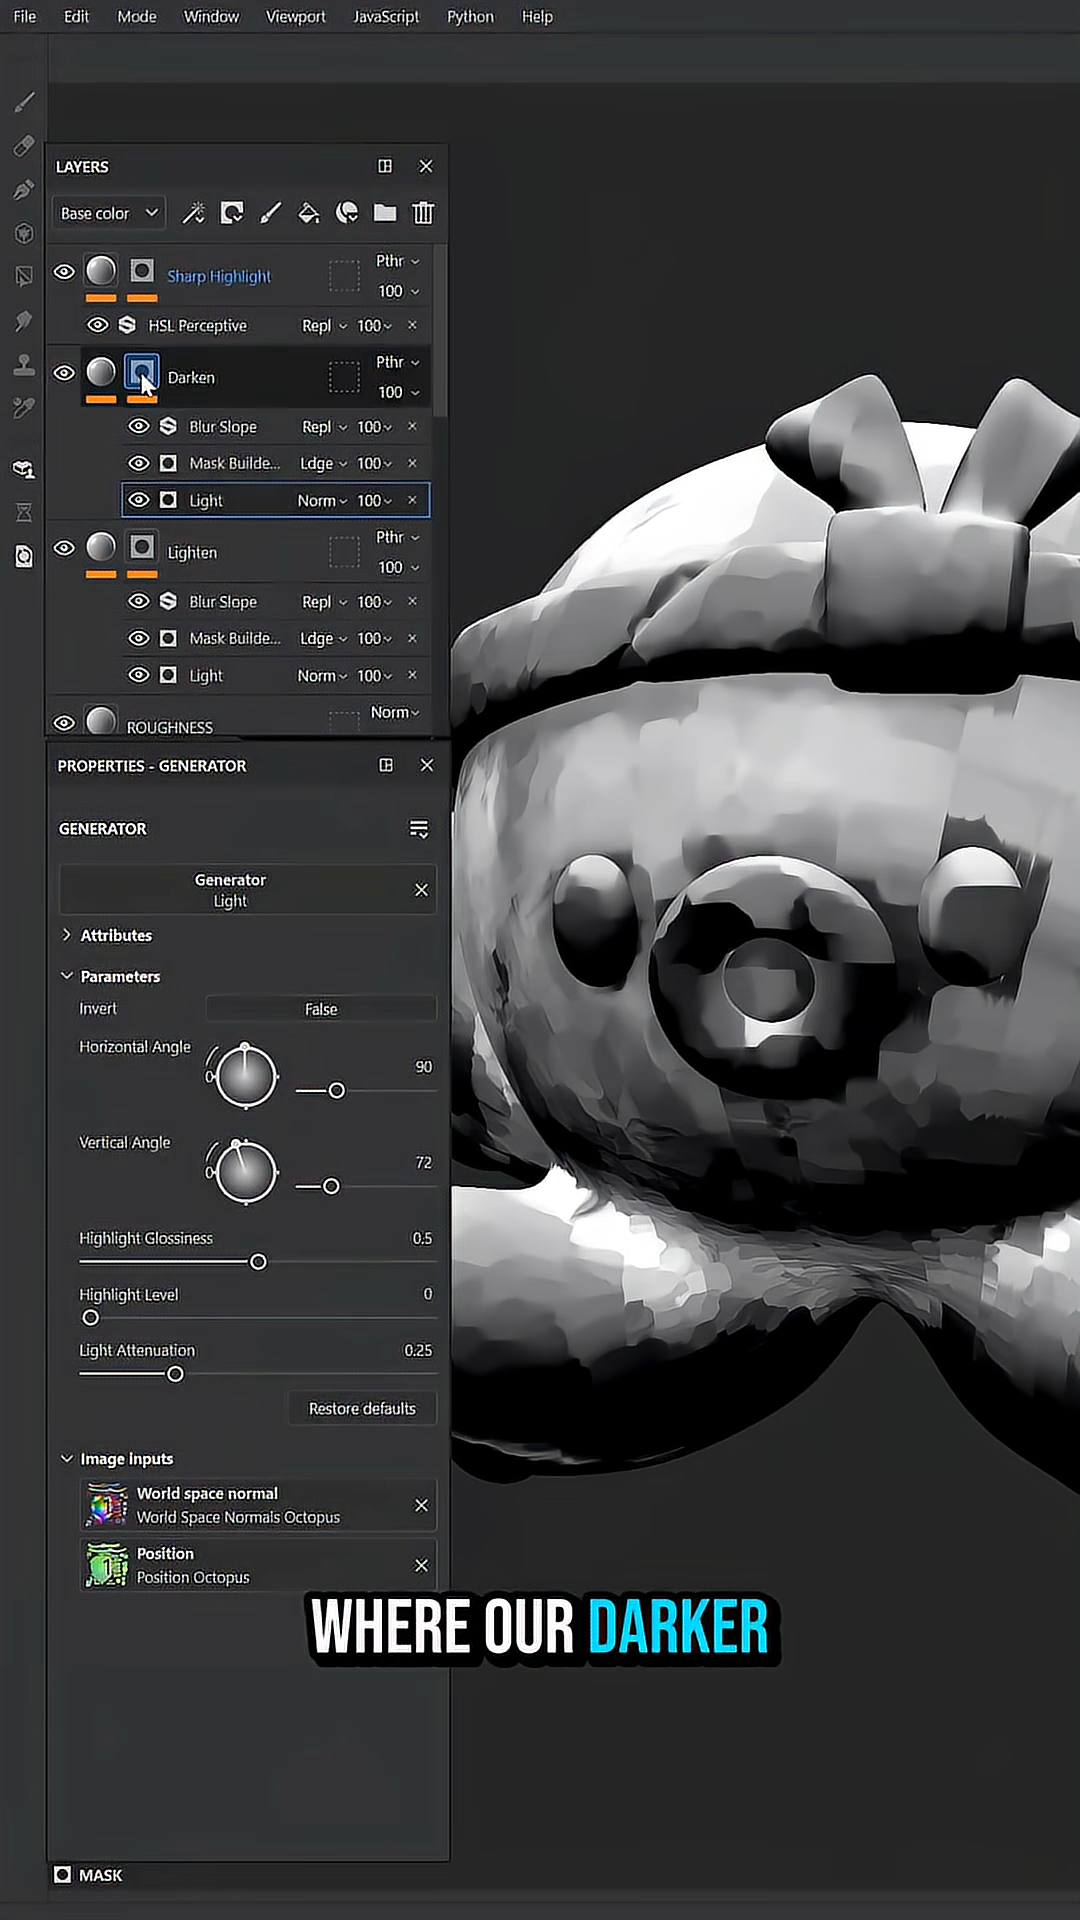 File Edit Mode Window Viewport JavaScript Python Help
LAYERS
Base color
Sharp Highlight Pthr 100
HSL Perceptive Repl 100
Darken Pthr 100
Blur Slope Repl 100
Mask Builde... Ldge 100
Light Norm 100
Lighten Pthr 100
Blur Slope Repl 100
Mask Builde... Ldge 100
Light Norm 100
ROUGHNESS Norm
PROPERTIES - GENERATOR
GENERATOR
Generator
Light
Attributes
Parameters
Invert False
Horizontal Angle 0 90
Vertical Angle 0 72
Highlight Glossiness 0.5
Highlight Level 0
Light Attenuation 0.25
Restore defaults
Image inputs
World space normal
World Space Normals Octopus
Position
Position Octopus
WHERE OUR DARKER
MASK